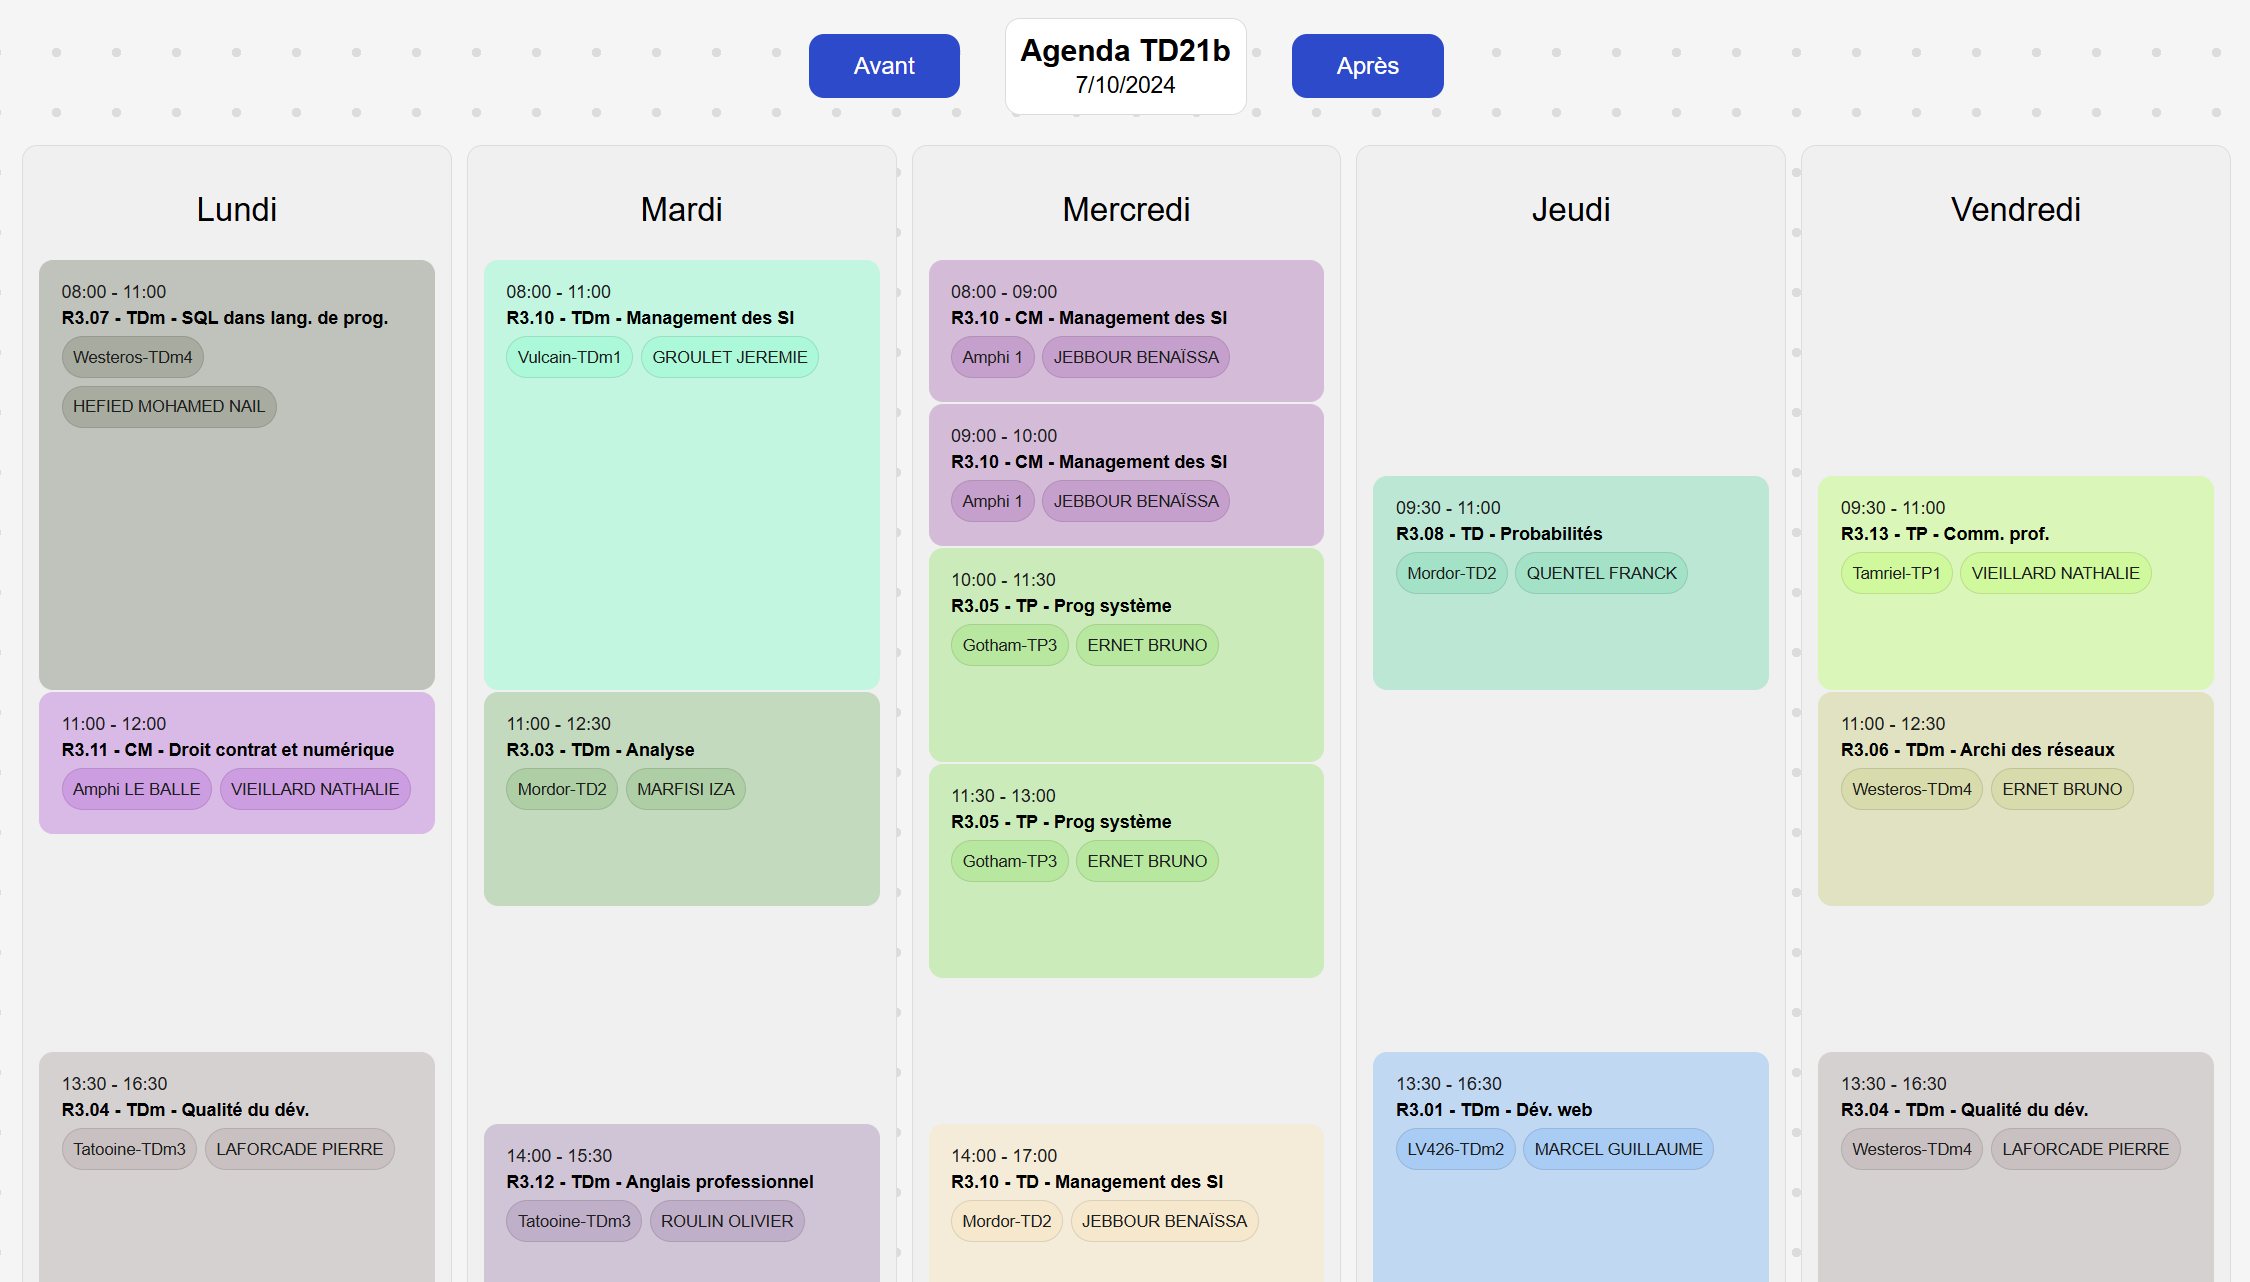 Avant
Agenda TD21b
7/10/2024
Après
Lundi
08:00 - 11:00
R3.07 - TDm - SQL dans lang. de prog.
Westeros-TDm4
HEFIED MOHAMED NAIL
11:00 - 12:00
R3.11 - CM - Droit contrat et numérique
Amphi LE BALLE VIEILLARD NATHALIE
13:30 - 16:30
R3.04 - TDm - Qualité du dév.
Tatooine-TDm3 LAFORCADE PIERRE
Mardi
08:00 - 11:00
R3.10 - TDm - Management des SI
Vulcain-TDm1 GROULET JEREMIE
11:00 - 12:30
R3.03 - TDm - Analyse
Mordor-TD2 MARFISI IZA
14:00 - 15:30
R3.12 - TDm - Anglais professionnel
Tatooine-TDm3 ROULIN OLIVIER
Mercredi
08:00 - 09:00
R3.10 - CM - Management des SI
Amphi 1 JEBBOUR BENAÏSSA
09:00 - 10:00
R3.10 - CM - Management des SI
Amphi 1 JEBBOUR BENAÏSSA
10:00 - 11:30
R3.05 - TP - Prog système
Gotham-TP3 ERNET BRUNO
11:30 - 13:00
R3.05 - TP - Prog système
Gotham-TP3 ERNET BRUNO
14:00 - 17:00
R3.10 - TD - Management des SI
Mordor-TD2 JEBBOUR BENAÏSSA
Jeudi
09:30 - 11:00
R3.08 - TD - Probabilités
Mordor-TD2 QUENTEL FRANCK
13:30 - 16:30
R3.01 - TDm - Dév. web
LV426-TDm2 MARCEL GUILLAUME
Vendredi
09:30 - 11:00
R3.13 - TP - Comm. prof.
Tamriel-TP1 VIEILLARD NATHALIE
11:00 - 12:30
R3.06 - TDm - Archi des réseaux
Westeros-TDm4 ERNET BRUNO
13:30 - 16:30
R3.04 - TDm - Qualité du dév.
Westeros-TDm4 LAFORCADE PIERRE